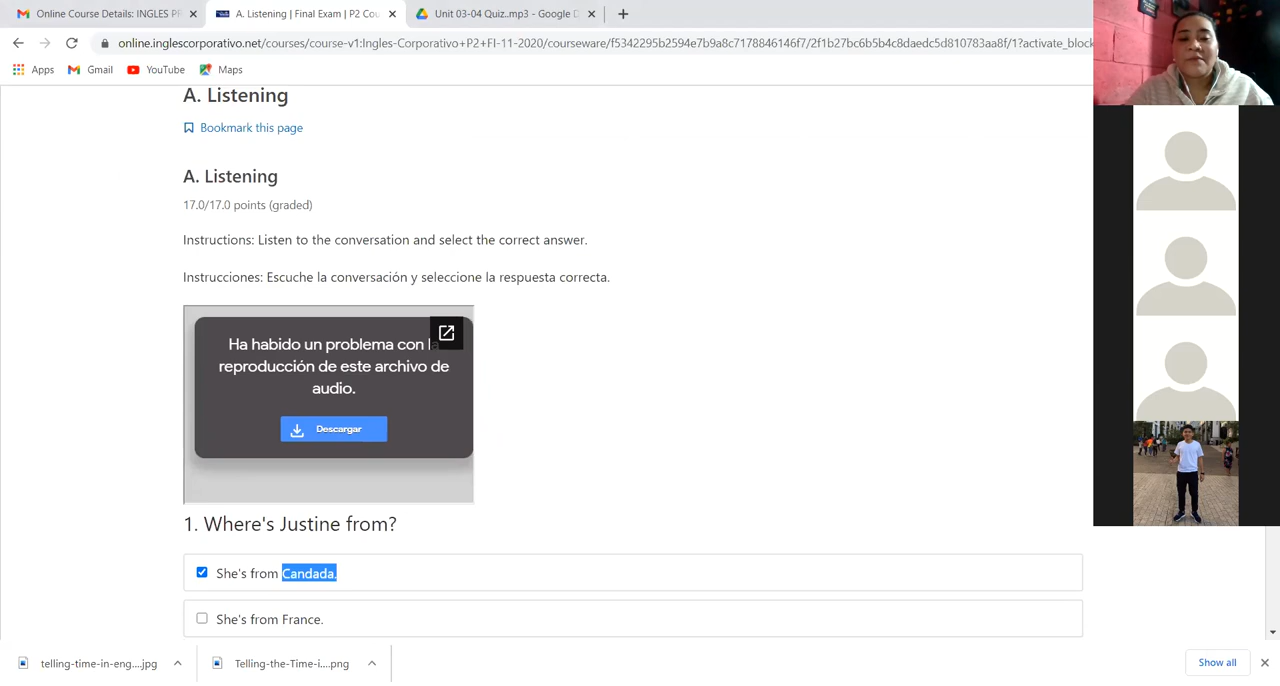 Online Course Details: INGLES P
A. Listening | Final Exam | P2 Cou
Unit 03-04 Quiz..mp3 - Google D
online.inglescorporativo.net/courses/course-v1:Ingles-Corporativo+P2+FI-11-2020/courseware/f5342295b2594e7b9a8c7178846146f7/2f1b27bc6b5b4c8daedc5d810783aa8f/1?activate_block
Apps Gmail YouTube Maps
A. Listening
Bookmark this page
A. Listening
17.0/17.0 points (graded)
Instructions: Listen to the conversation and select the correct answer.
Instrucciones: Escuche la conversación y seleccione la respuesta correcta.
Ha habido un problema con la
reproducción de este archivo de
audio.
Descargar
1. Where's Justine from?
She's from Candada.
She's from France.
telling-time-in-eng....jpg
Telling-the-Time-i....png
Show all